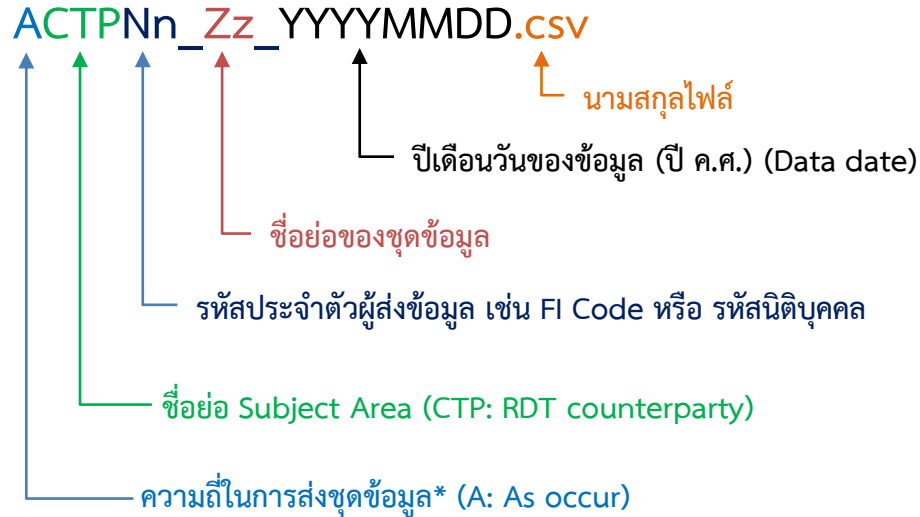 ACTPNn_Zz_YYYYMMDD.csv
นามสกุลไฟล์
ปีเดือนวันของข้อมูล (ปี ค.ศ.) (Data date)
ชื่อย่อของชุดข้อมูล
รหัสประจำตัวผู้ส่งข้อมูล เช่น FI Code หรือ รหัสนิติบุคคล
ชื่อย่อ Subject Area (CTP: RDT counterparty)
ความถี่ในการส่งชุดข้อมูล* (A: As occur)